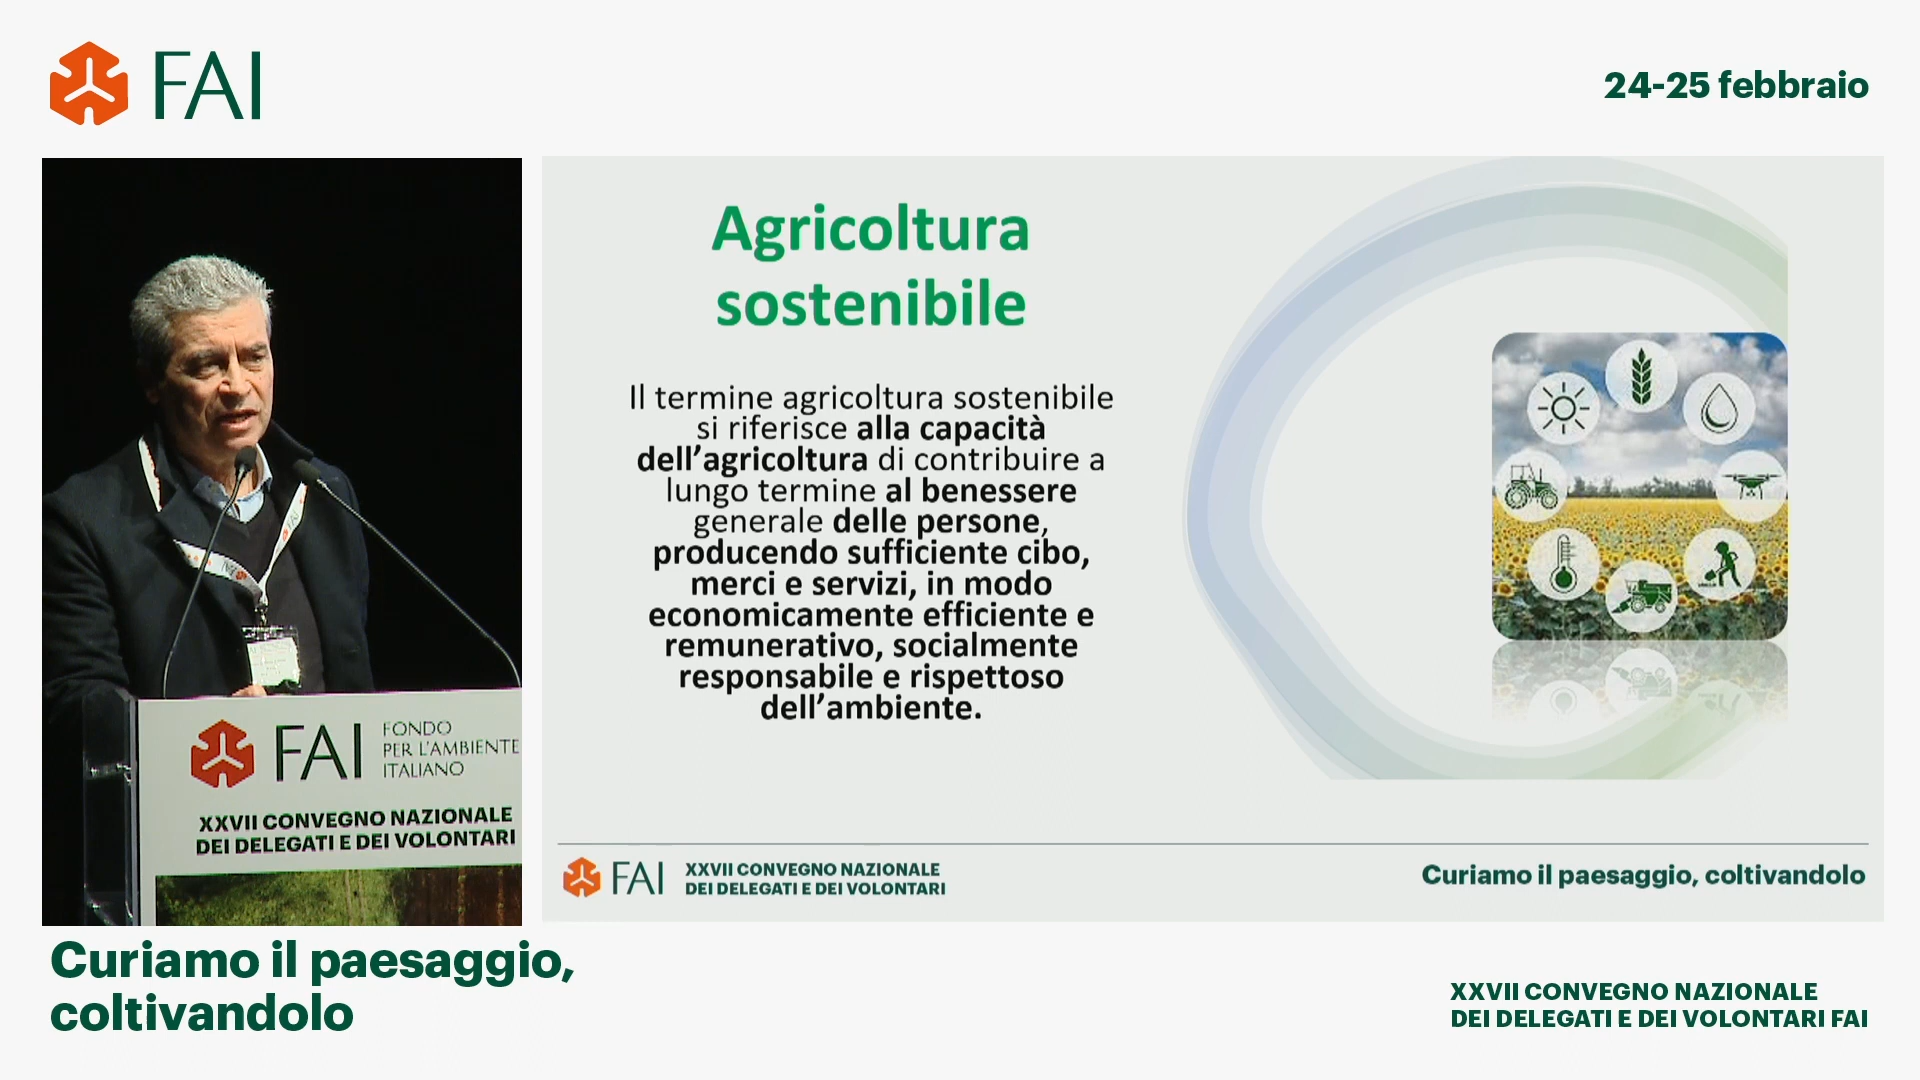 FAI
24-25 febbraio
Agricoltura
sostenibile
Il termine agricoltura sostenibile
si riferisce alla capacità
dell’agricoltura di contribuire a
lungo termine al benessere
generale delle persone,
producendo sufficiente cibo,
merci e servizi, in modo
economicamente efficiente e
remunerativo, socialmente
responsabile e rispettoso
dell’ambiente.
FAI
XXVII CONVEGNO NAZIONALE
DEI DELEGATI E DEI VOLONTARI
Curiamo il paesaggio, coltivandolo
FAI
FAI
FONDO
PER L'AMBIENTE
ITALIANO
XXVII CONVEGNO NAZIONALE
DEI DELEGATI E DEI VOLONTARI
Curiamo il paesaggio,
coltivandolo
XXVII CONVEGNO NAZIONALE
DEI DELEGATI E DEI VOLONTARI FAI